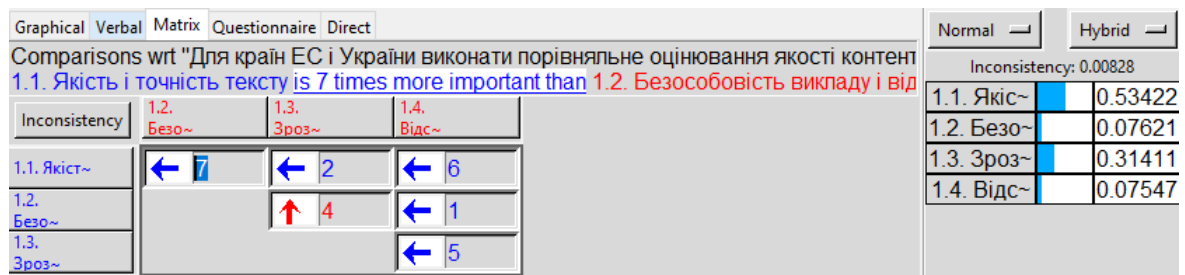 Graphical Verbal Matrix Questionnaire Direct
Comparisons wrt "Для країн ЕС і України виконати порівняльне оцінювання якості контент
1.1. Якість і точність тексту is 7 times more important than 1.2. Безособовість викладу і від
Inconsistency 1.2. Безо~ 1.3. Зроз~ 1.4. Відс~
1.1. Якіст~ 7 2 6
1.2. Безо~ 4 1
1.3. Зроз~ 5
Normal Hybrid
Inconsistency: 0.00828
1.1. Якіс~ 0.53422
1.2. Безо~ 0.07621
1.3. Зроз~ 0.31411
1.4. Відс~ 0.07547